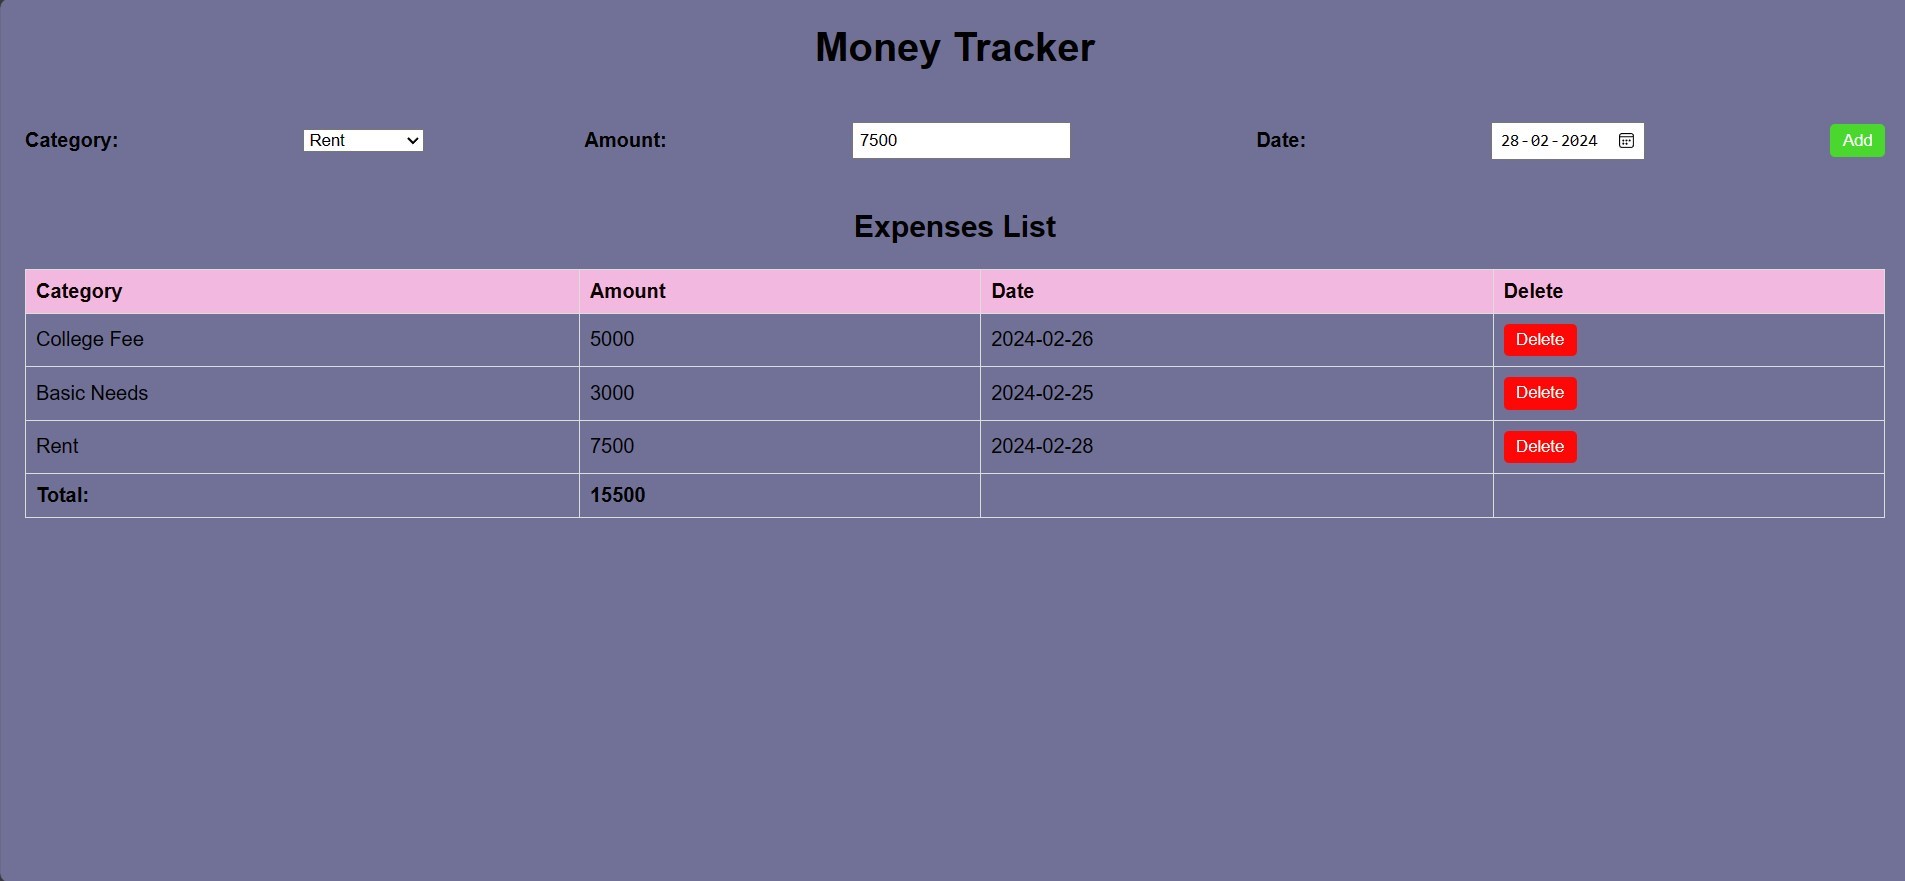 Money Tracker
Category: Rent Amount: 7500 Date: 28-02-2024 Add
Expenses List
Category Amount Date Delete
College Fee 5000 2024-02-26 Delete
Basic Needs 3000 2024-02-25 Delete
Rent 7500 2024-02-28 Delete
Total: 15500